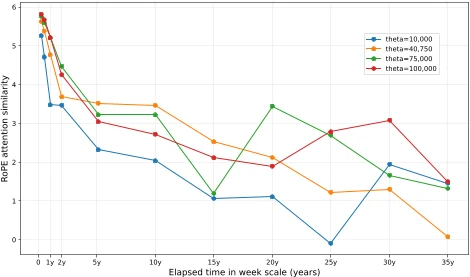 6
5
4
3
2
1
0
RoPE attention similarity
theta=10,000
theta=40,750
theta=75,000
theta=100,000
0 1y 2y 5y 10y 15y 20y 25y 30y 35y
Elapsed time in week scale (years)